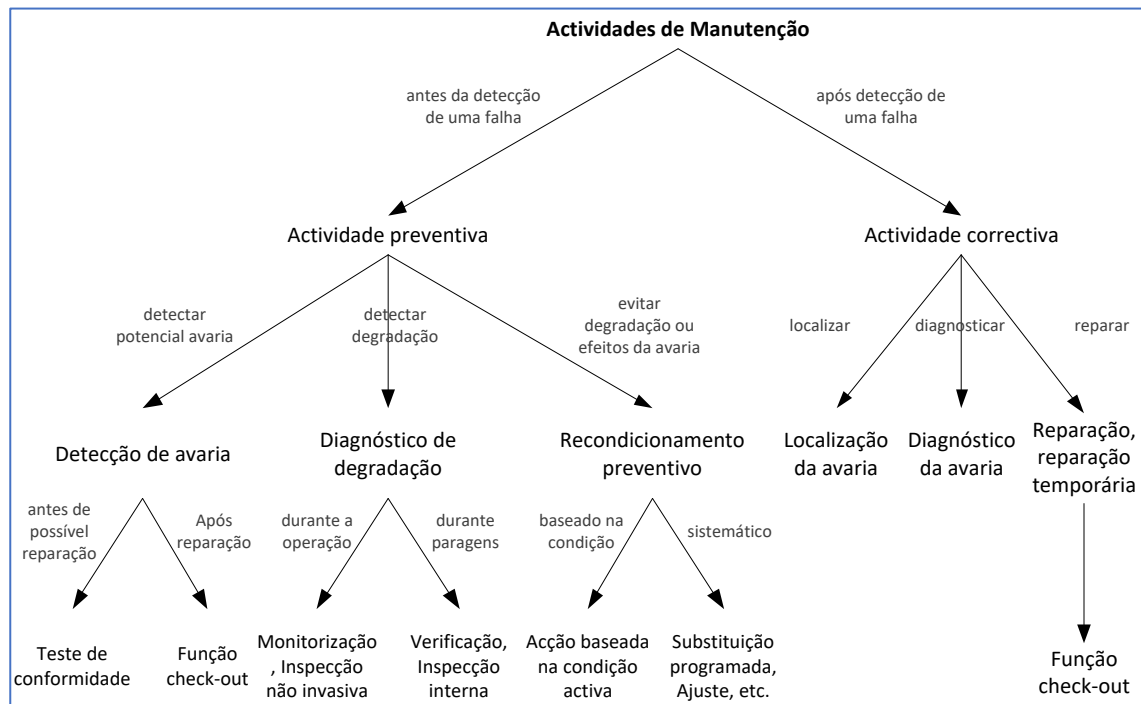 Actividades de Manutenção
antes da detecção
de uma falha
após detecção de
uma falha
Actividade preventiva
Actividade correctiva
detectar
potencial avaria
detectar
degradação
evitar
degradação ou
efeitos da avaria
localizar
diagnosticar
reparar
Detecção de avaria
Diagnóstico de
degradação
Recondicionamento
preventivo
Localização
da avaria
Diagnóstico
da avaria
Reparação,
reparação
temporária
antes de
possível
reparação
Após
reparação
durante a
operação
durante
paragens
baseado na
condição
sistemático
Teste de
conformidade
Função
check-out
Monitorização
, Inspecção
não invasiva
Verificação,
Inspecção
interna
Acção baseada
na condição
activa
Substituição
programada,
Ajuste, etc.
Função
check-out